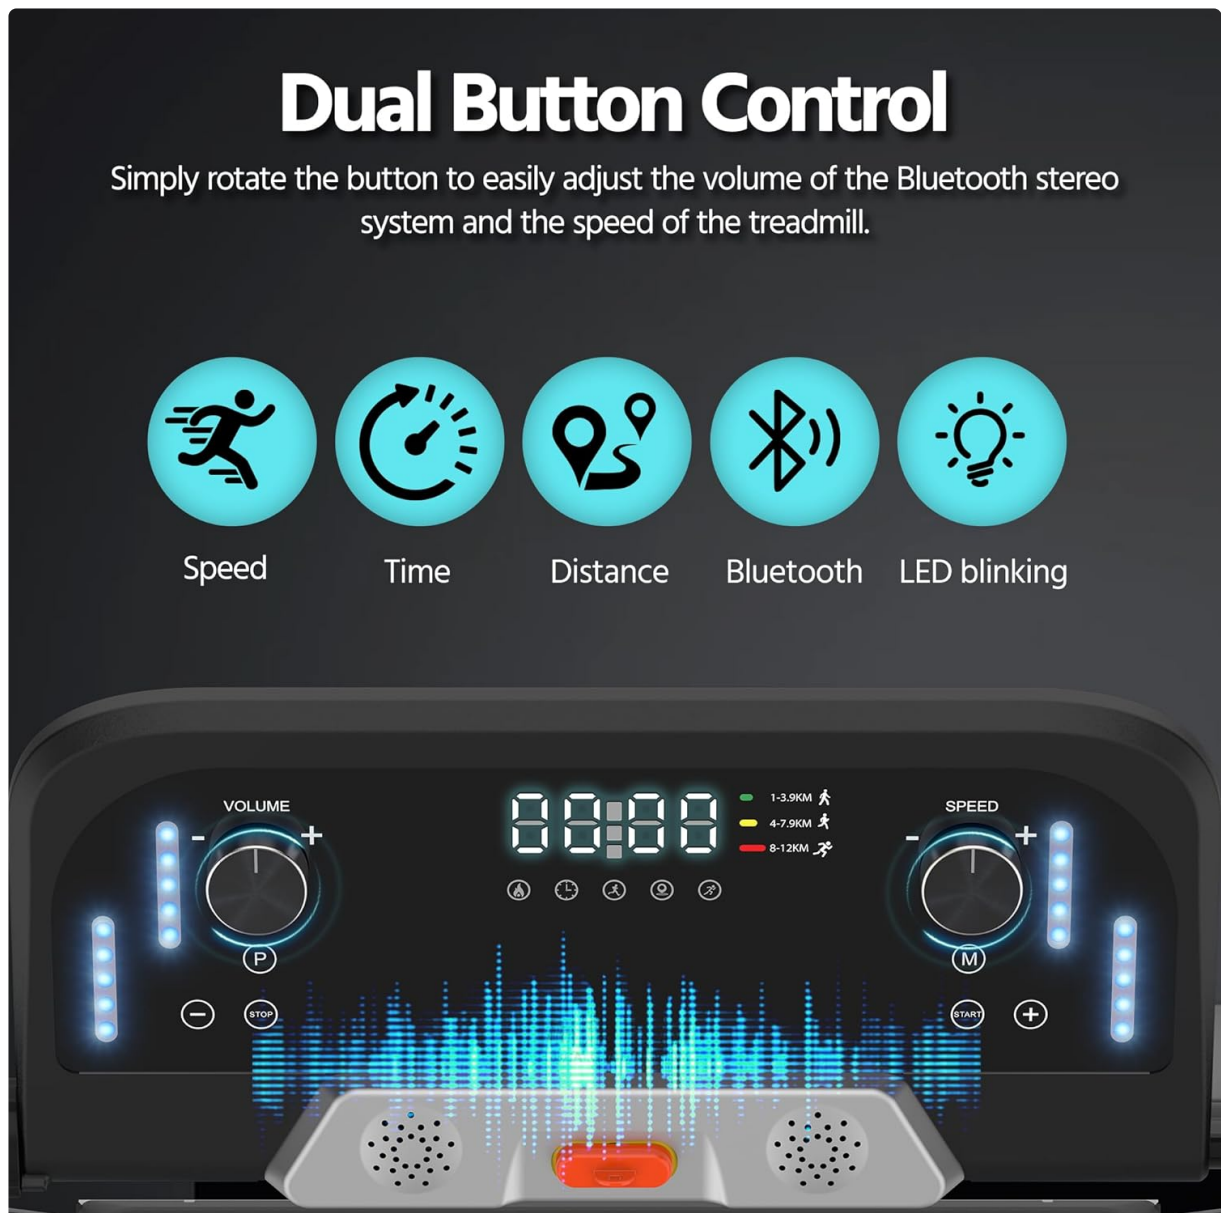 Dual Button Control
Simply rotate the button to easily adjust the volume of the Bluetooth stereo
system and the speed of the treadmill.
Speed
Time
Distance
Bluetooth
LED blinking
VOLUME
- +
88:88
1-3.9KM
4-7.9KM
8-12KM
SPEED
- +
P
M
- STOP
START +